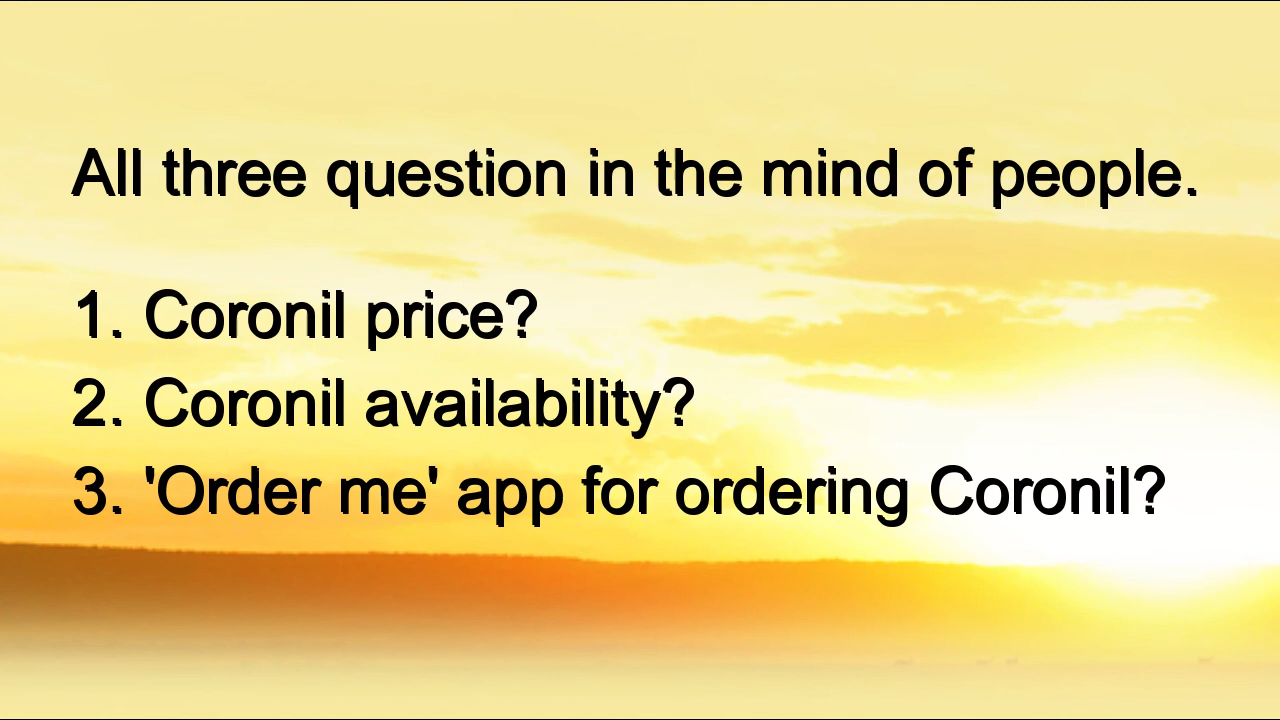 All three question in the mind of people.
1. Coronil price?
2. Coronil availability?
3. 'Order me' app for ordering Coronil?